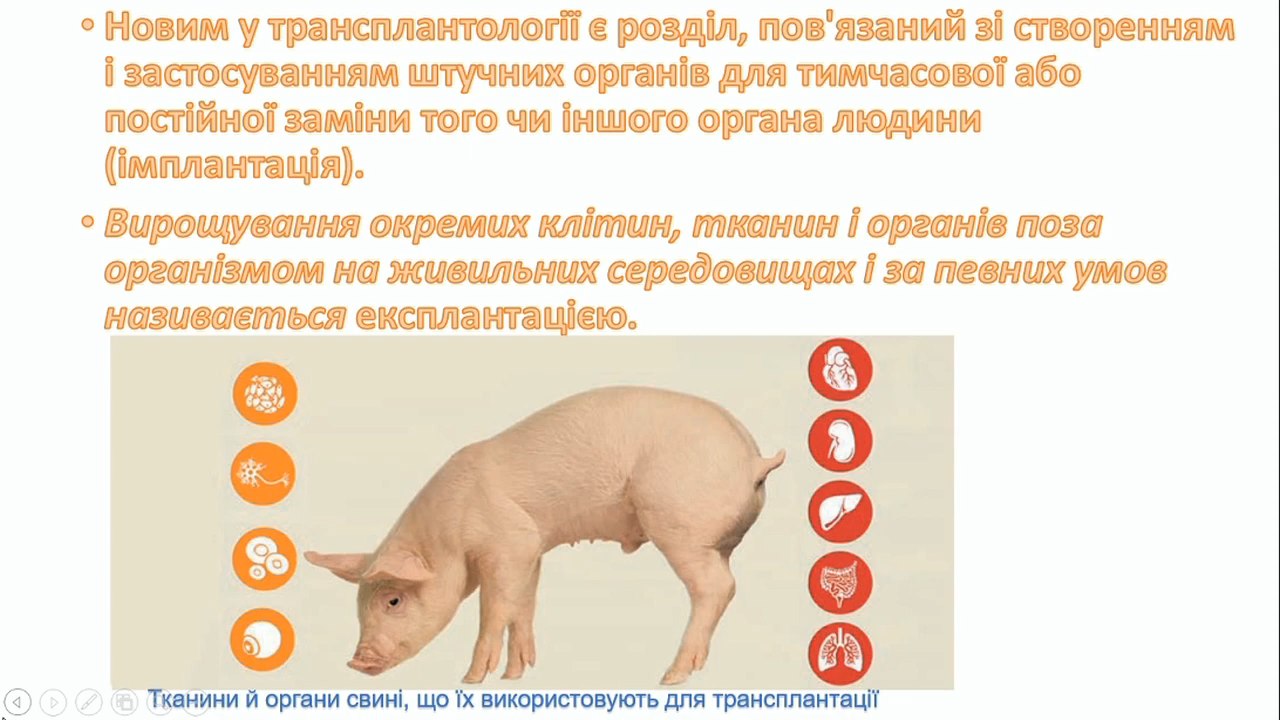 • Новим у трансплантології є розділ, пов'язаний зі створенням
і застосуванням штучних органів для тимчасової або
постійної заміни того чи іншого органа людини
(імплантація).
• Вирощування окремих клітин, тканин і органів поза
організмом на живильних середовищах і за певних умов
називається експлантацією.
Тканини й органи свині, що їх використовують для трансплантації